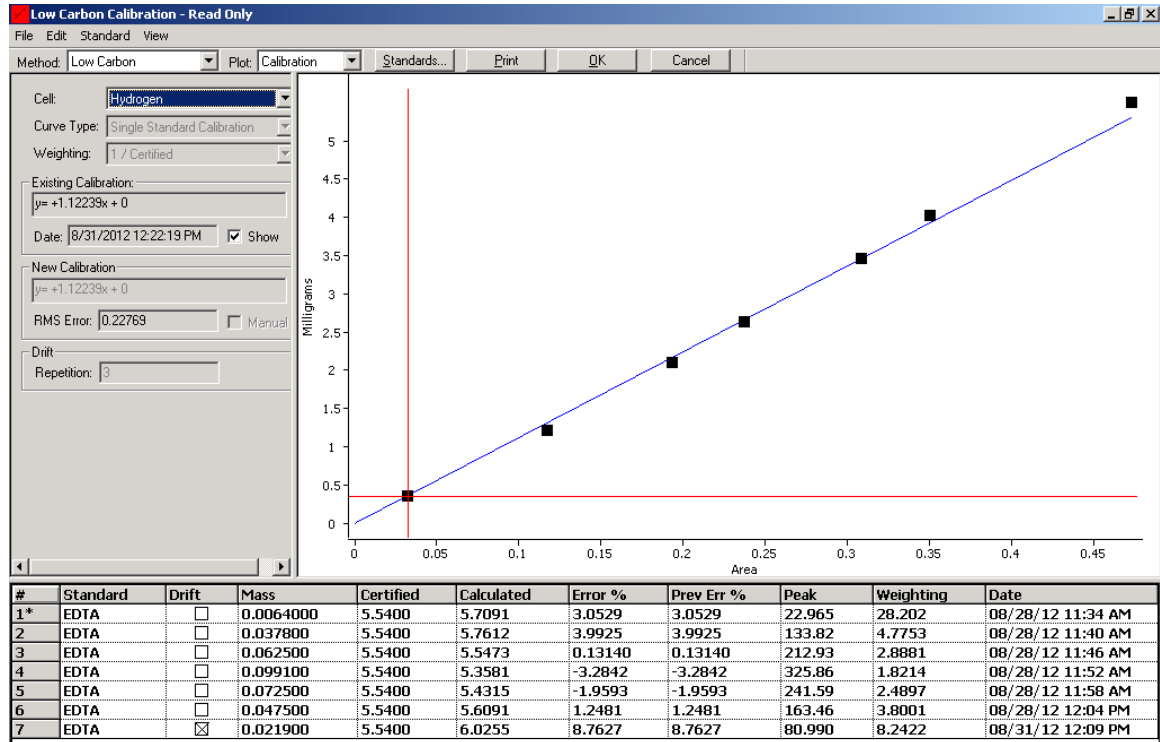 Low Carbon Calibration - Read Only
File Edit Standard View
Method: Low Carbon Plot: Calibration Standards... Print OK Cancel
Cell: Hydrogen
Curve Type: Single Standard Calibration
Weighting: 1 / Certified
Existing Calibration:
y= +1.12239x + 0
Date: 8/31/2012 12:22:19 PM Show
New Calibration
y= +1.12239x + 0
RMS Error: 0.22769 Manual
Drift
Repetition: 3
Milligrams
5
4.5
4
3.5
3
2.5
2
1.5
1
0.5
0
0 0.05 0.1 0.15 0.2 0.25 0.3 0.35 0.4 0.45
Area
# Standard Drift Mass Certified Calculated Error % Prev Err % Peak Weighting Date
1* EDTA 0.0064000 5.5400 5.7091 3.0529 3.0529 22.965 28.202 08/28/12 11:34 AM
2 EDTA 0.037800 5.5400 5.7612 3.9925 3.9925 133.82 4.7753 08/28/12 11:40 AM
3 EDTA 0.062500 5.5400 5.5473 0.13140 0.13140 212.93 2.8881 08/28/12 11:46 AM
4 EDTA 0.099100 5.5400 5.3581 -3.2842 -3.2842 325.86 1.8214 08/28/12 11:52 AM
5 EDTA 0.072500 5.5400 5.4315 -1.9593 -1.9593 241.59 2.4897 08/28/12 11:58 AM
6 EDTA 0.047500 5.5400 5.6091 1.2481 1.2481 163.46 3.8001 08/28/12 12:04 PM
7 EDTA 0.021900 5.5400 6.0255 8.7627 8.7627 80.990 8.2422 08/31/12 12:09 PM